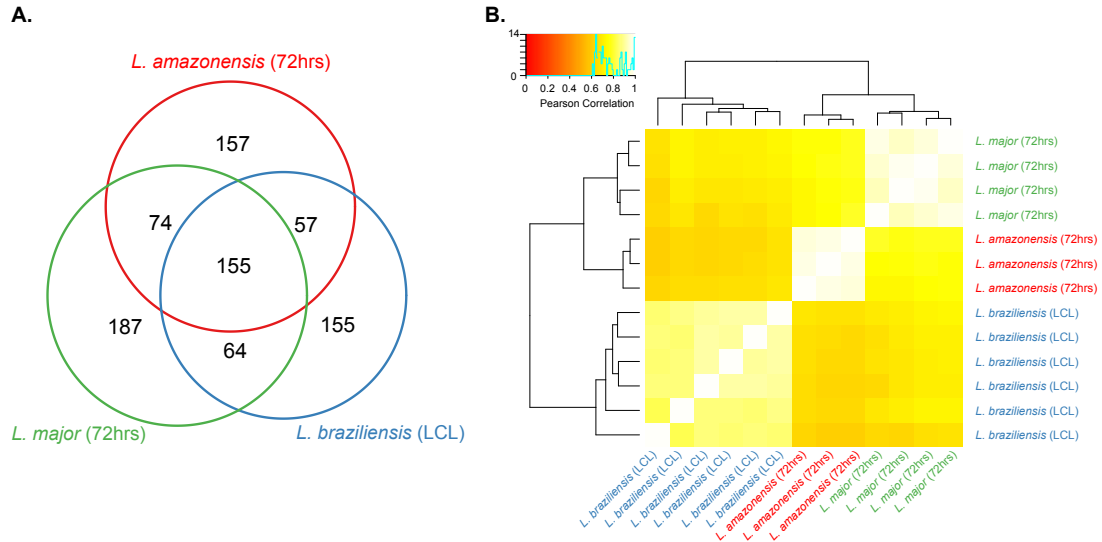 A.
L. amazonensis (72hrs)
157
74
57
155
187
155
64
L. major (72hrs)
L. braziliensis (LCL)
B.
14
0
0 0.2 0.4 0.6 0.8 1
Pearson Correlation
L. major (72hrs)
L. major (72hrs)
L. major (72hrs)
L. major (72hrs)
L. amazonensis (72hrs)
L. amazonensis (72hrs)
L. amazonensis (72hrs)
L. braziliensis (LCL)
L. braziliensis (LCL)
L. braziliensis (LCL)
L. braziliensis (LCL)
L. braziliensis (LCL)
L. braziliensis (LCL)
L. braziliensis (LCL)
L. braziliensis (LCL)
L. braziliensis (LCL)
L. braziliensis (LCL)
L. braziliensis (LCL)
L. braziliensis (LCL)
L. amazonensis (72hrs)
L. amazonensis (72hrs)
L. amazonensis (72hrs)
L. major (72hrs)
L. major (72hrs)
L. major (72hrs)
L. major (72hrs)